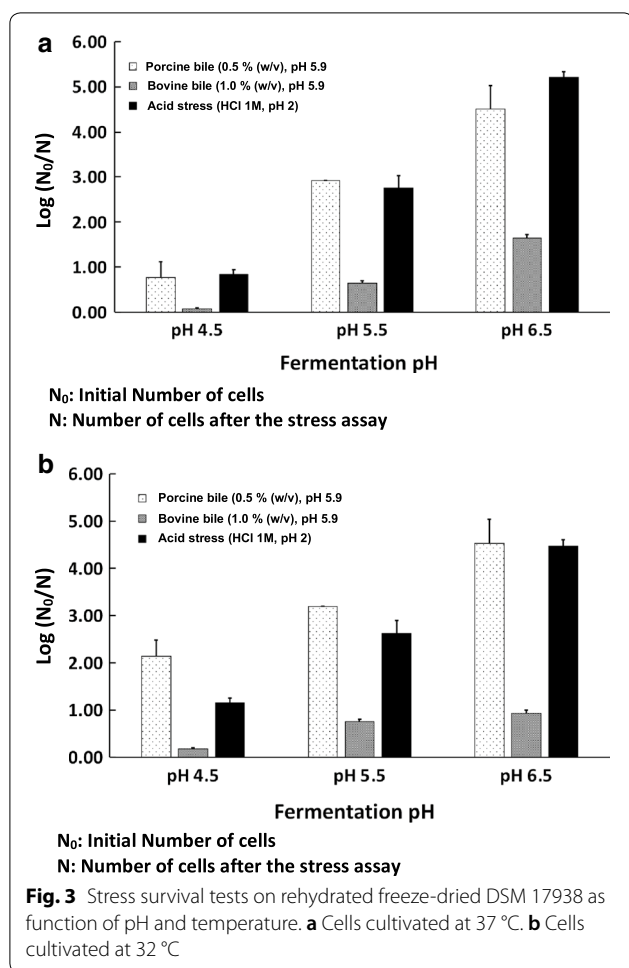 a
6.00
5.00
4.00
3.00
2.00
1.00
0.00
Log (N₀/N)
Porcine bile (0.5 % (w/v), pH 5.9
Bovine bile (1.0 % (w/v), pH 5.9
Acid stress (HCl 1M, pH 2)
pH 4.5 pH 5.5 pH 6.5
Fermentation pH
N₀: Initial Number of cells
N: Number of cells after the stress assay
b
6.00
5.00
4.00
3.00
2.00
1.00
0.00
Log (N₀/N)
Porcine bile (0.5 % (w/v), pH 5.9
Bovine bile (1.0 % (w/v), pH 5.9
Acid stress (HCl 1M, pH 2)
pH 4.5 pH 5.5 pH 6.5
Fermentation pH
N₀: Initial Number of cells
N: Number of cells after the stress assay
Fig. 3 Stress survival tests on rehydrated freeze-dried DSM 17938 as
function of pH and temperature. a Cells cultivated at 37 °C. b Cells
cultivated at 32 °C